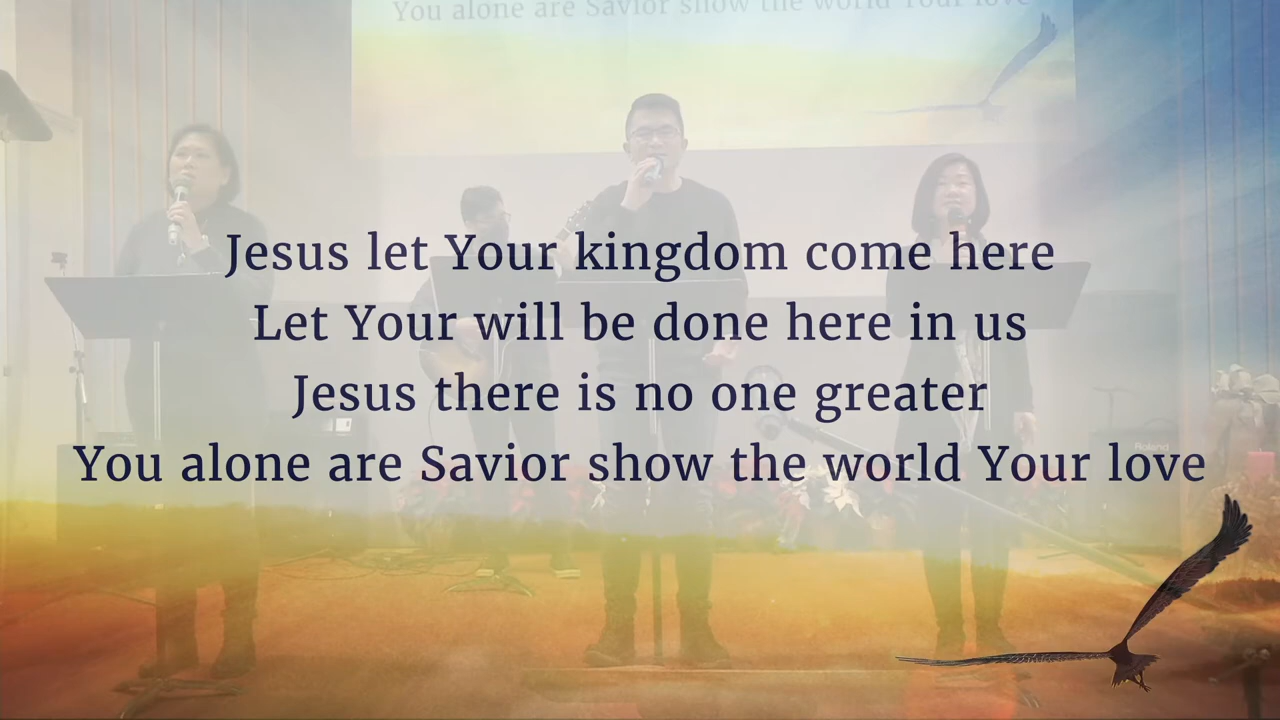 You alone are Savior show the world Your love
Jesus let Your kingdom come here
Let Your will be done here in us
Jesus there is no one greater
You alone are Savior show the world Your love
Roland